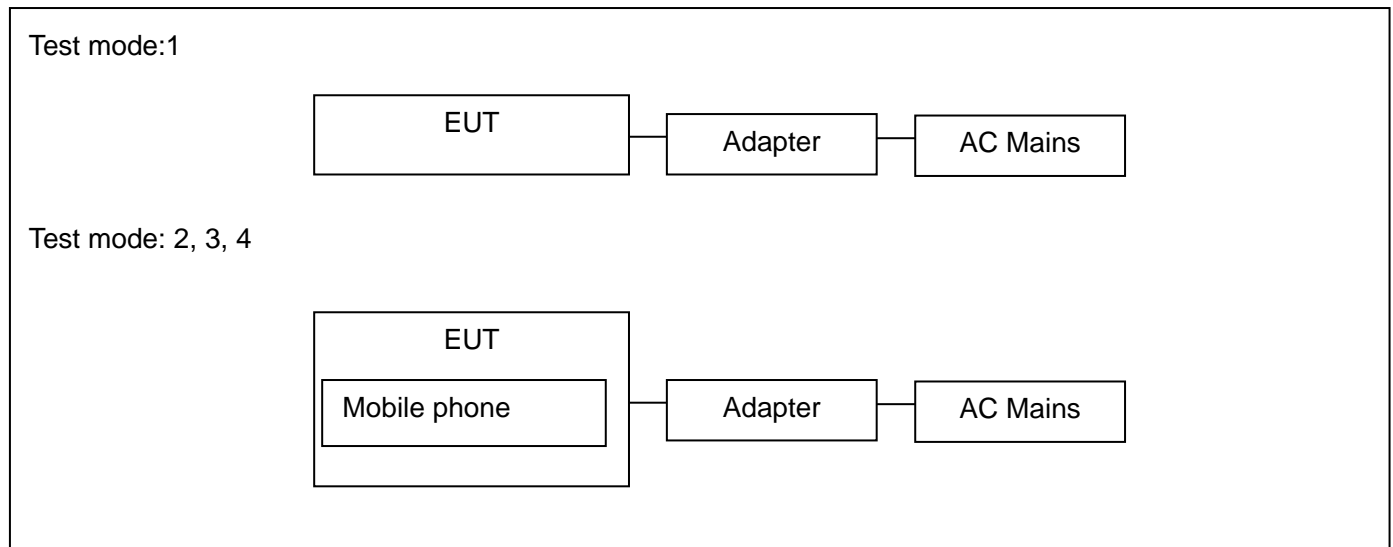 Test mode:1
EUT
Adapter
AC Mains
Test mode: 2, 3, 4
EUT
Mobile phone
Adapter
AC Mains